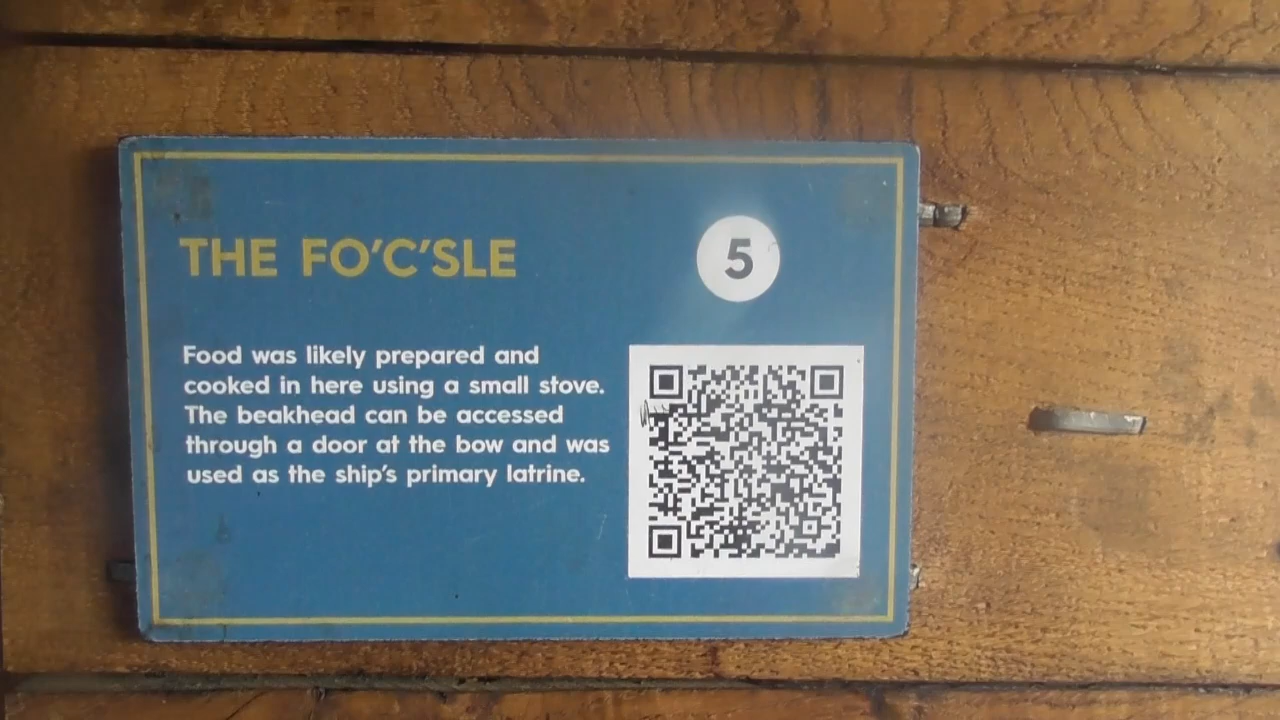 THE FO'C'SLE
5
Food was likely prepared and
cooked in here using a small stove.
The beakhead can be accessed
through a door at the bow and was
used as the ship's primary latrine.